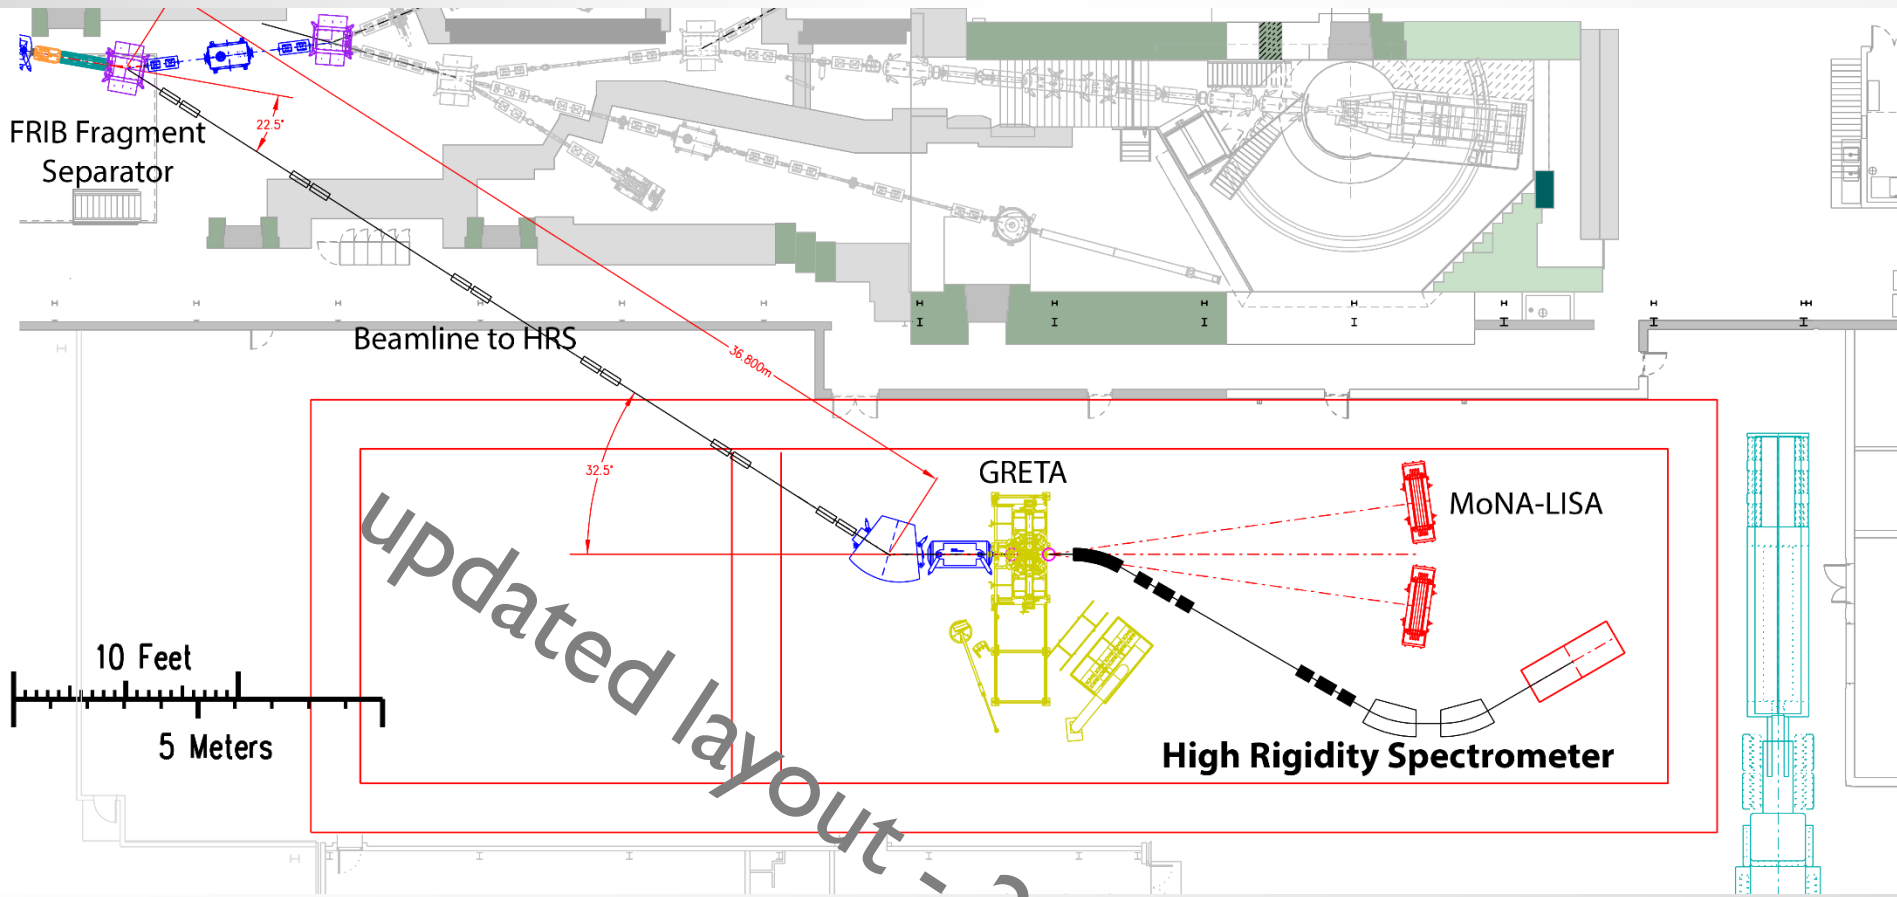 22.5°
FRIB Fragment
Separator
Beamline to HRS
36.800m
32.5°
GRETA
MoNA-LISA
updated layout -
10 Feet
5 Meters
High Rigidity Spectrometer